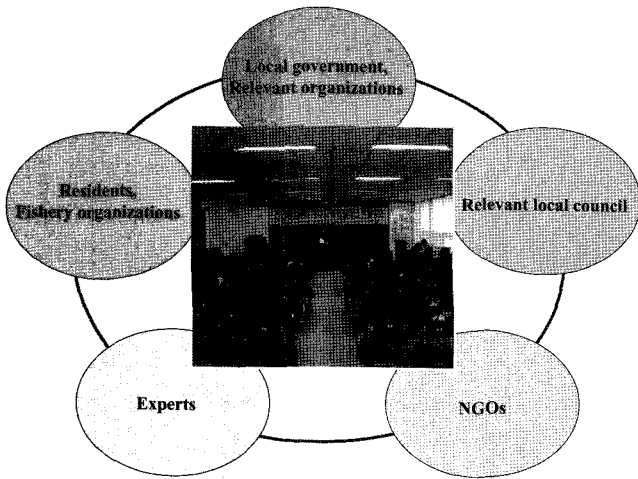 Local government,
Relevant organizations
Residents,
Fishery organizations
Relevant local council
Experts
NGOs